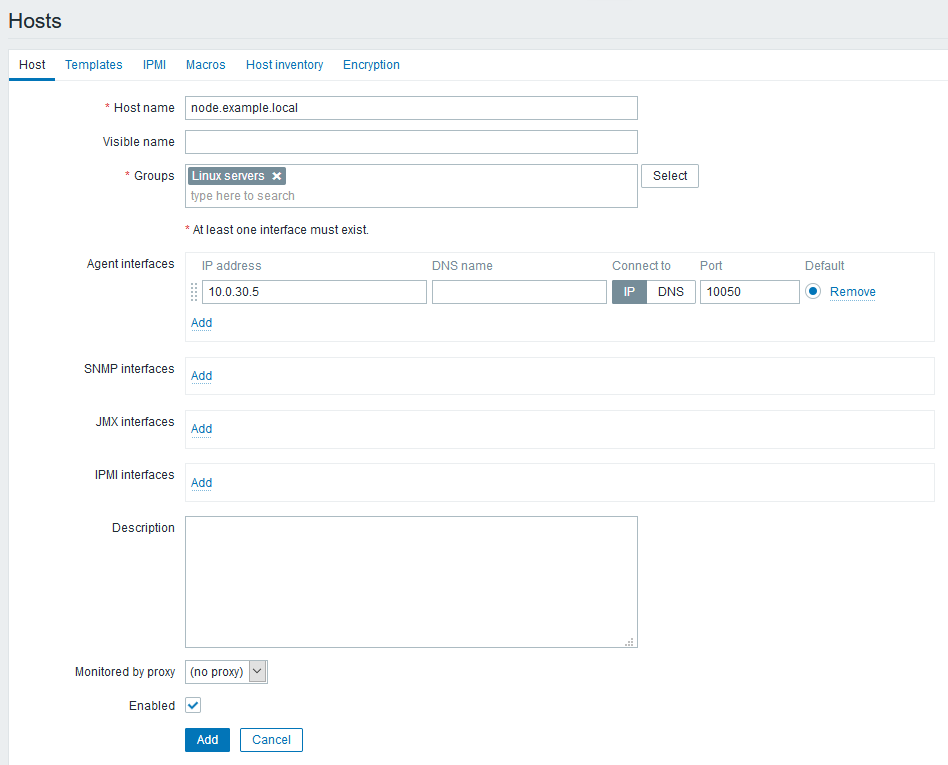 Hosts
Host Templates IPMI Macros Host inventory Encryption
* Host name node.example.local
Visible name
* Groups Linux servers × Select
type here to search
* At least one interface must exist.
Agent interfaces IP address DNS name Connect to Port Default
10.0.30.5 IP DNS 10050 Remove
Add
SNMP interfaces Add
JMX interfaces Add
IPMI interfaces Add
Description
Monitored by proxy (no proxy)
Enabled
Add Cancel